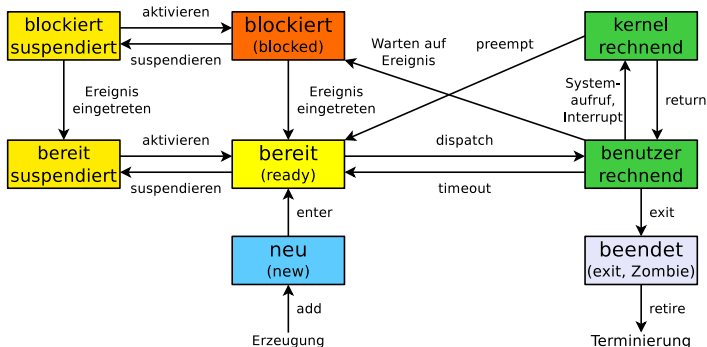 blockiert
suspendiert
aktivieren
suspendieren
blockiert
(blocked)
Warten auf
Ereignis
preempt
kernel
rechnend
Ereignis
eingetreten
Ereignis
eingetreten
System-
aufruf,
Interrupt
return
bereit
suspendiert
aktivieren
suspendieren
bereit
(ready)
dispatch
timeout
benutzer
rechnend
enter
exit
neu
(new)
beendet
(exit, Zombie)
add
retire
Erzeugung
Terminierung